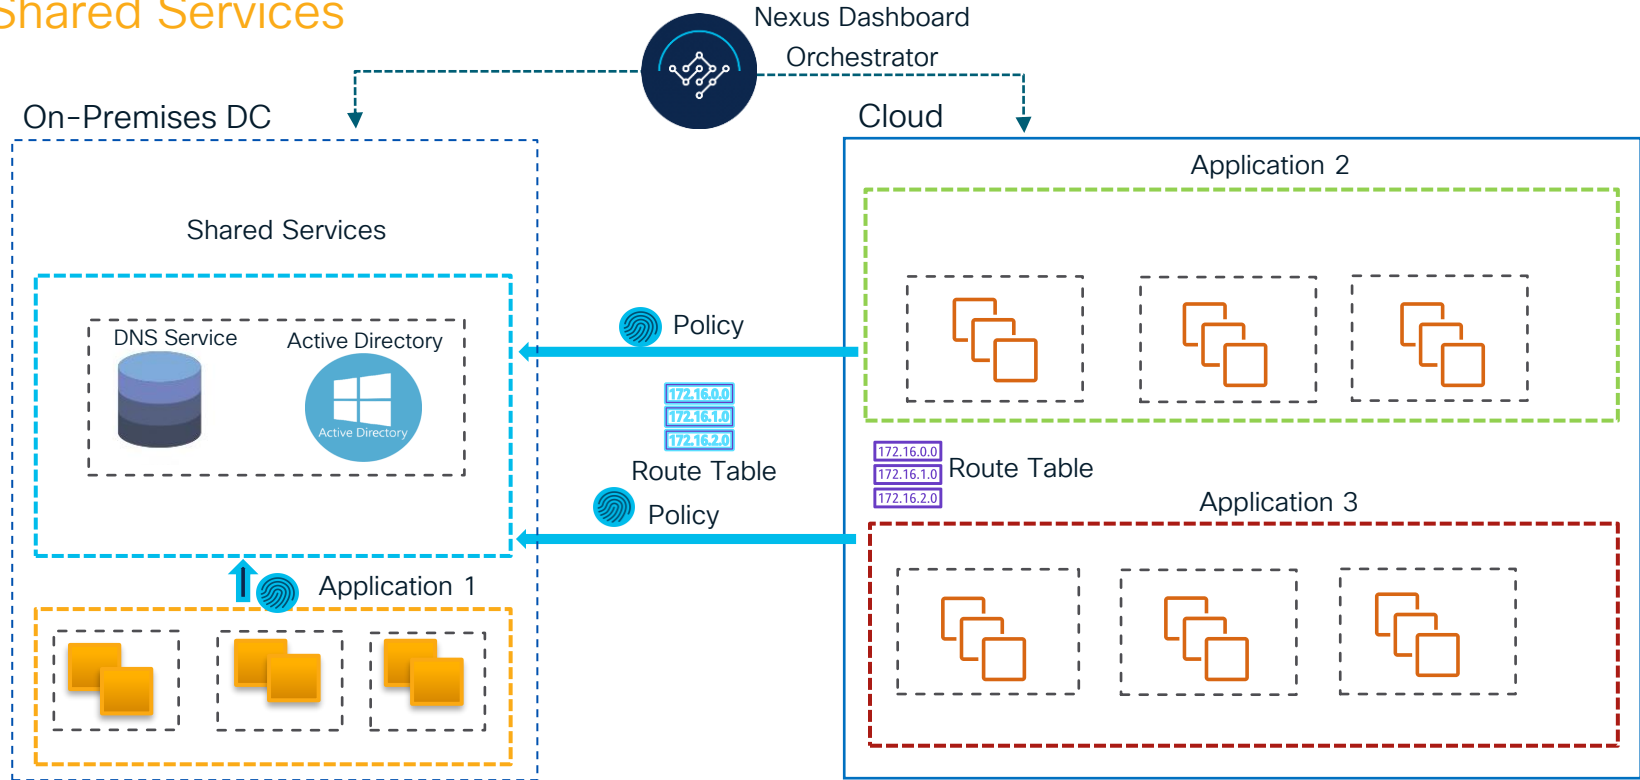 Shared Services
Nexus Dashboard
Orchestrator
On-Premises DC
Cloud
Application 2
Shared Services
DNS Service
Active Directory
Active Directory
Policy
172.16.0.0
172.16.1.0
172.16.2.0
Route Table
172.16.0.0
172.16.1.0
172.16.2.0
Route Table
Policy
Application 3
Application 1